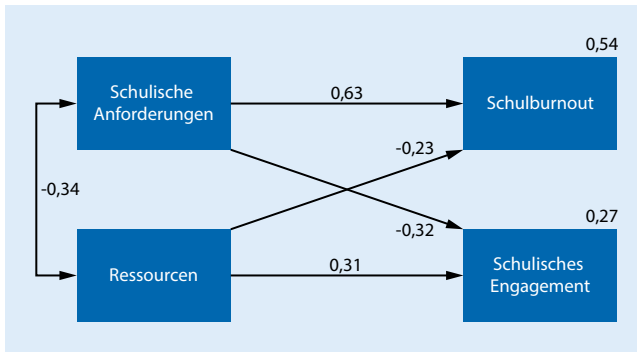 0,54
Schulische
Anforderungen
0,63
Schulburnout
-0,23
-0,34
0,27
-0,32
Ressourcen
0,31
Schulisches
Engagement